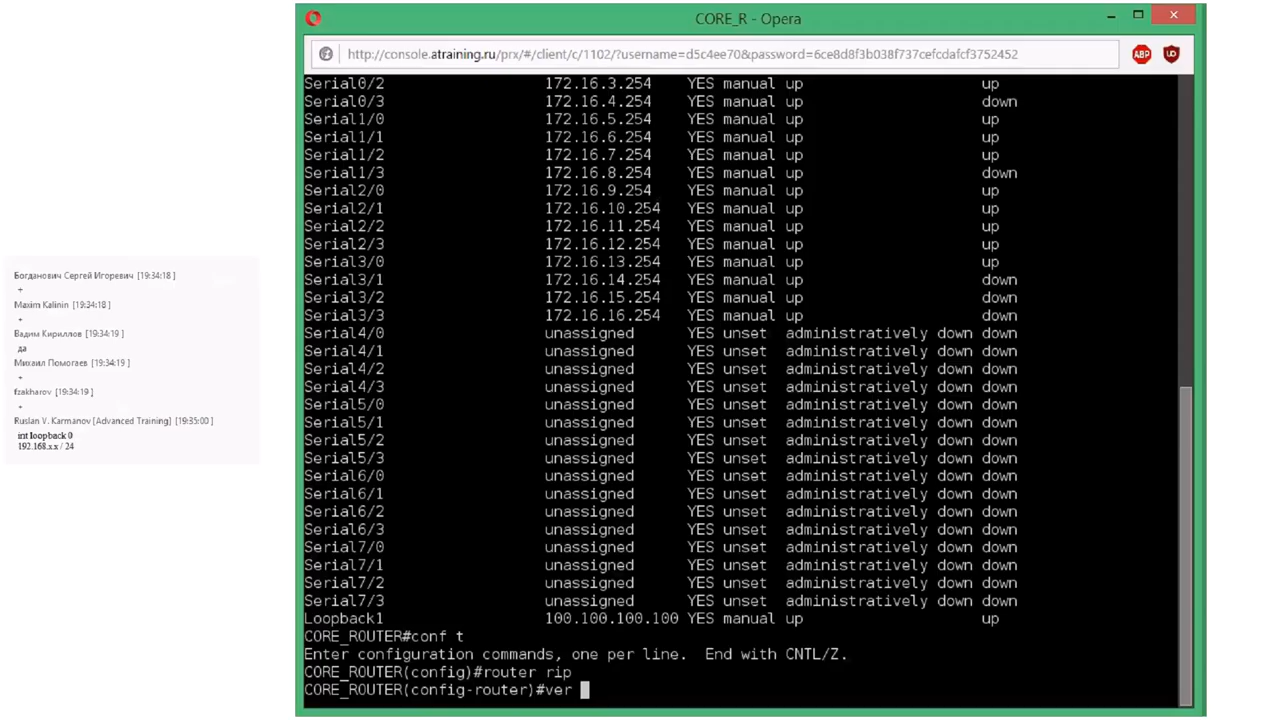 CORE_R - Opera
http://console.atraining.ru/prx/#/client/c/1102/?username=d5c4ee70&password=6ce8d8f3b038f737cefcdafcf3752452
ABP
Serial0/2 172.16.3.254 YES manual up up
Serial0/3 172.16.4.254 YES manual up down
Serial1/0 172.16.5.254 YES manual up up
Serial1/1 172.16.6.254 YES manual up up
Serial1/2 172.16.7.254 YES manual up up
Serial1/3 172.16.8.254 YES manual up down
Serial2/0 172.16.9.254 YES manual up up
Serial2/1 172.16.10.254 YES manual up up
Serial2/2 172.16.11.254 YES manual up up
Serial2/3 172.16.12.254 YES manual up up
Serial3/0 172.16.13.254 YES manual up up
Serial3/1 172.16.14.254 YES manual up down
Serial3/2 172.16.15.254 YES manual up down
Serial3/3 172.16.16.254 YES manual up down
Serial4/0 unassigned YES unset administratively down down
Serial4/1 unassigned YES unset administratively down down
Serial4/2 unassigned YES unset administratively down down
Serial4/3 unassigned YES unset administratively down down
Serial5/0 unassigned YES unset administratively down down
Serial5/1 unassigned YES unset administratively down down
Serial5/2 unassigned YES unset administratively down down
Serial5/3 unassigned YES unset administratively down down
Serial6/0 unassigned YES unset administratively down down
Serial6/1 unassigned YES unset administratively down down
Serial6/2 unassigned YES unset administratively down down
Serial6/3 unassigned YES unset administratively down down
Serial7/0 unassigned YES unset administratively down down
Serial7/1 unassigned YES unset administratively down down
Serial7/2 unassigned YES unset administratively down down
Serial7/3 unassigned YES unset administratively down down
Loopback1 100.100.100.100 YES manual up up
CORE_ROUTER#conf t
Enter configuration commands, one per line. End with CNTL/Z.
CORE_ROUTER(config)#router rip
CORE_ROUTER(config-router)#ver
Богданович Сергей Игоревич [19:34:18 ]
+
Maxim Kalinin [19:34:18 ]
+
Вадим Кириллов [19:34:19 ]
да
Михаил Помогаев [19:34:19 ]
+
fzakharov [19:34:19 ]
+
Ruslan V. Karmanov [Advanced Training] [19:35:00 ]
int loopback 0
192.168.x.x / 24